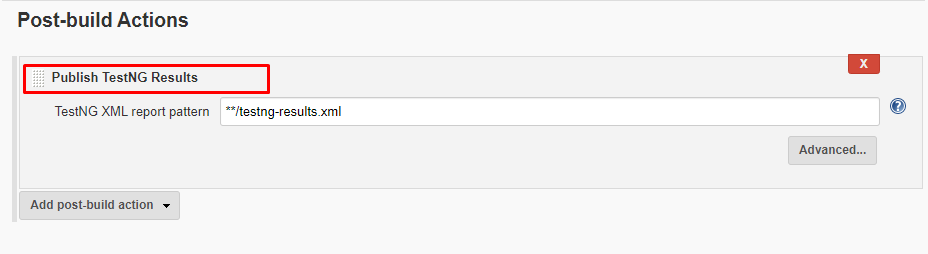 Post-build Actions
Publish TestNG Results
X
TestNG XML report pattern
**/testng-results.xml
?
Advanced...
Add post-build action